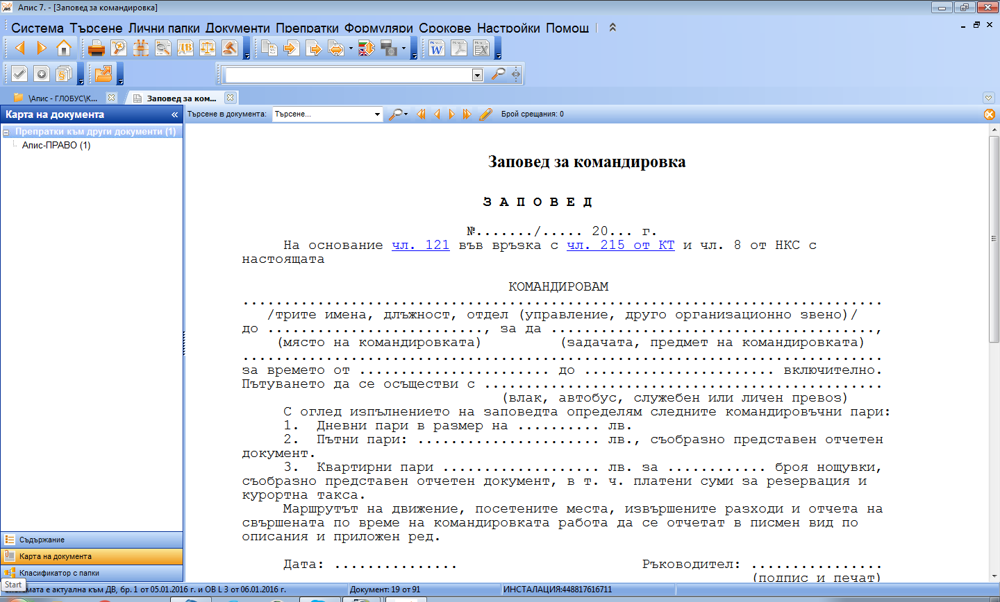 Апис 7. - [Заповед за командировка]
Система Търсене Лични папки Документи Препратки Формуляри Срокове Настройки Помощ
\Апис - ГЛОБУС\К...
Заповед за ком...
Карта на документа «
Търсене в документа: Търсене... Брой срещания: 0
Препратки към други документи (1)
Апис-ПРАВО (1)
Заповед за командировка
З А П О В Е Д
№......./..... 20... г.
На основание чл. 121 във връзка с чл. 215 от КТ и чл. 8 от НКС с
настоящата
КОМАНДИРОВАМ
.............................................................................
/трите имена, длъжност, отдел (управление, друго организационно звено)/
до .........................., за да .......................................,
(място на командировката) (задачата, предмет на командировката)
.............................................................................
за времето от ....................... до ....................... включително.
Пътуването да се осъществи с ................................................
(влак, автобус, служебен или личен превоз)
С оглед изпълнението на заповедта определям следните командировъчни пари:
1. Дневни пари в размер на .......... лв.
2. Пътни пари: ...................... лв., съобразно представен отчетен
документ.
3. Квартирни пари ................... лв. за ............ броя нощувки,
съобразно представен отчетен документ, в т. ч. платени суми за резервация и
курортна такса.
Маршрутът на движение, посетените места, извършените разходи и отчета на
свършената по време на командировката работа да се отчетат в писмен вид по
описания и приложен ред.
Дата: ............... Ръководител: ................
(подпис и печат)
Съдържание
Карта на документа
Класификатор с папки
Start
мата е актуална към ДВ, бр. 1 от 05.01.2016 г. и ОВ L 3 от 06.01.2016 г. Документ: 19 от 91 ИНСТАЛАЦИЯ:448817616711